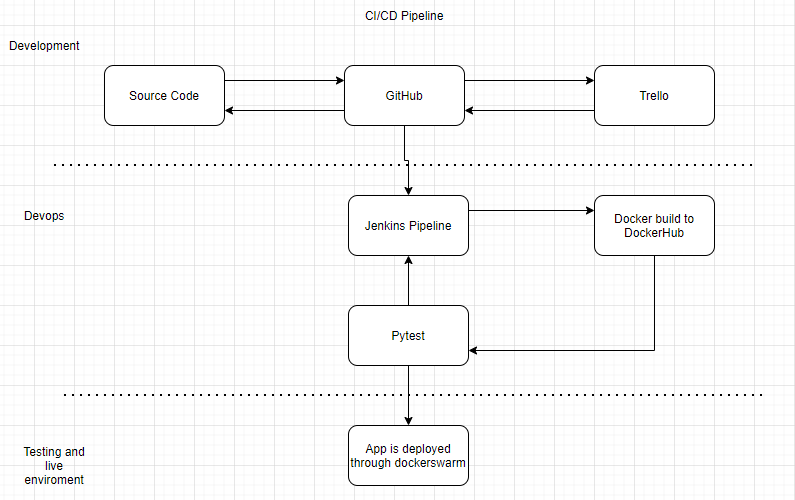 CI/CD Pipeline
Development
Source Code
GitHub
Trello
Devops
Jenkins Pipeline
Docker build to
DockerHub
Pytest
App is deployed
through dockerswarm
Testing and
live
enviroment